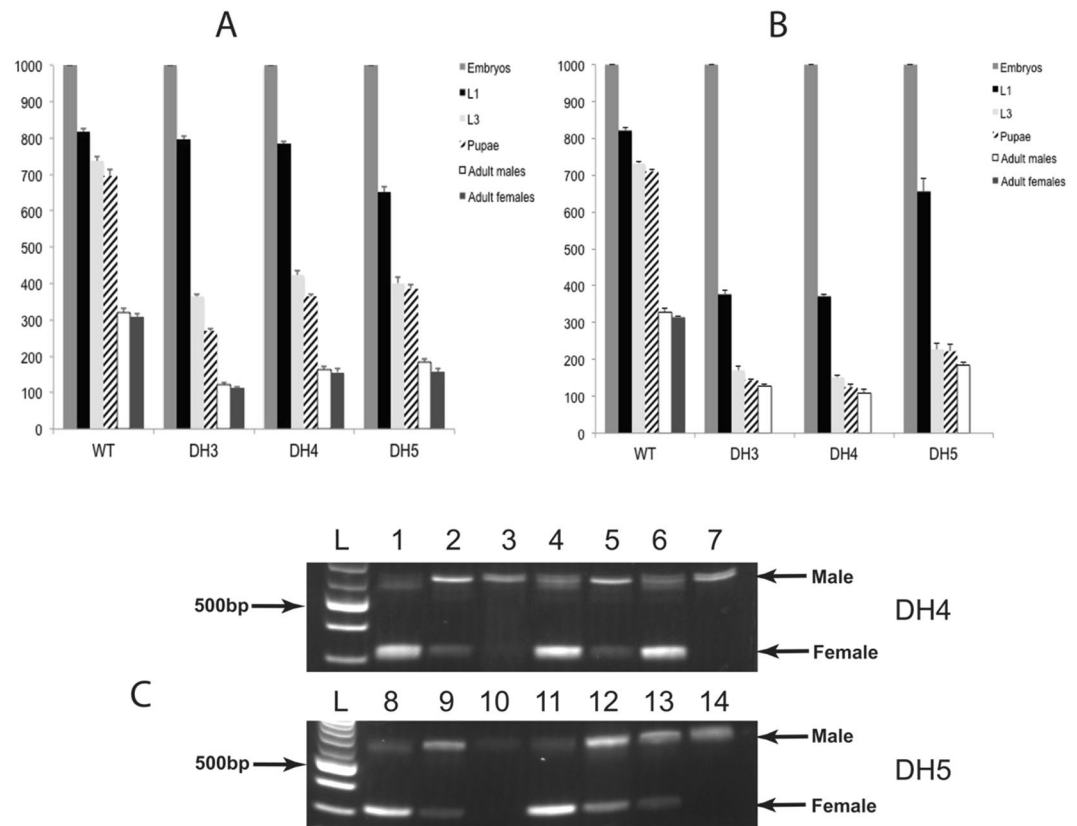 A
1000
900
800
700
600
500
400
300
200
100
0
WT DH3 DH4 DH5
Embryos
L1
L3
Pupae
Adult males
Adult females
B
1000
900
800
700
600
500
400
300
200
100
0
WT DH3 DH4 DH5
Embryos
L1
L3
Pupae
Adult males
Adult females
C
L 1 2 3 4 5 6 7
Male
500bp
DH4
Female
L 8 9 10 11 12 13 14
Male
500bp
DH5
Female